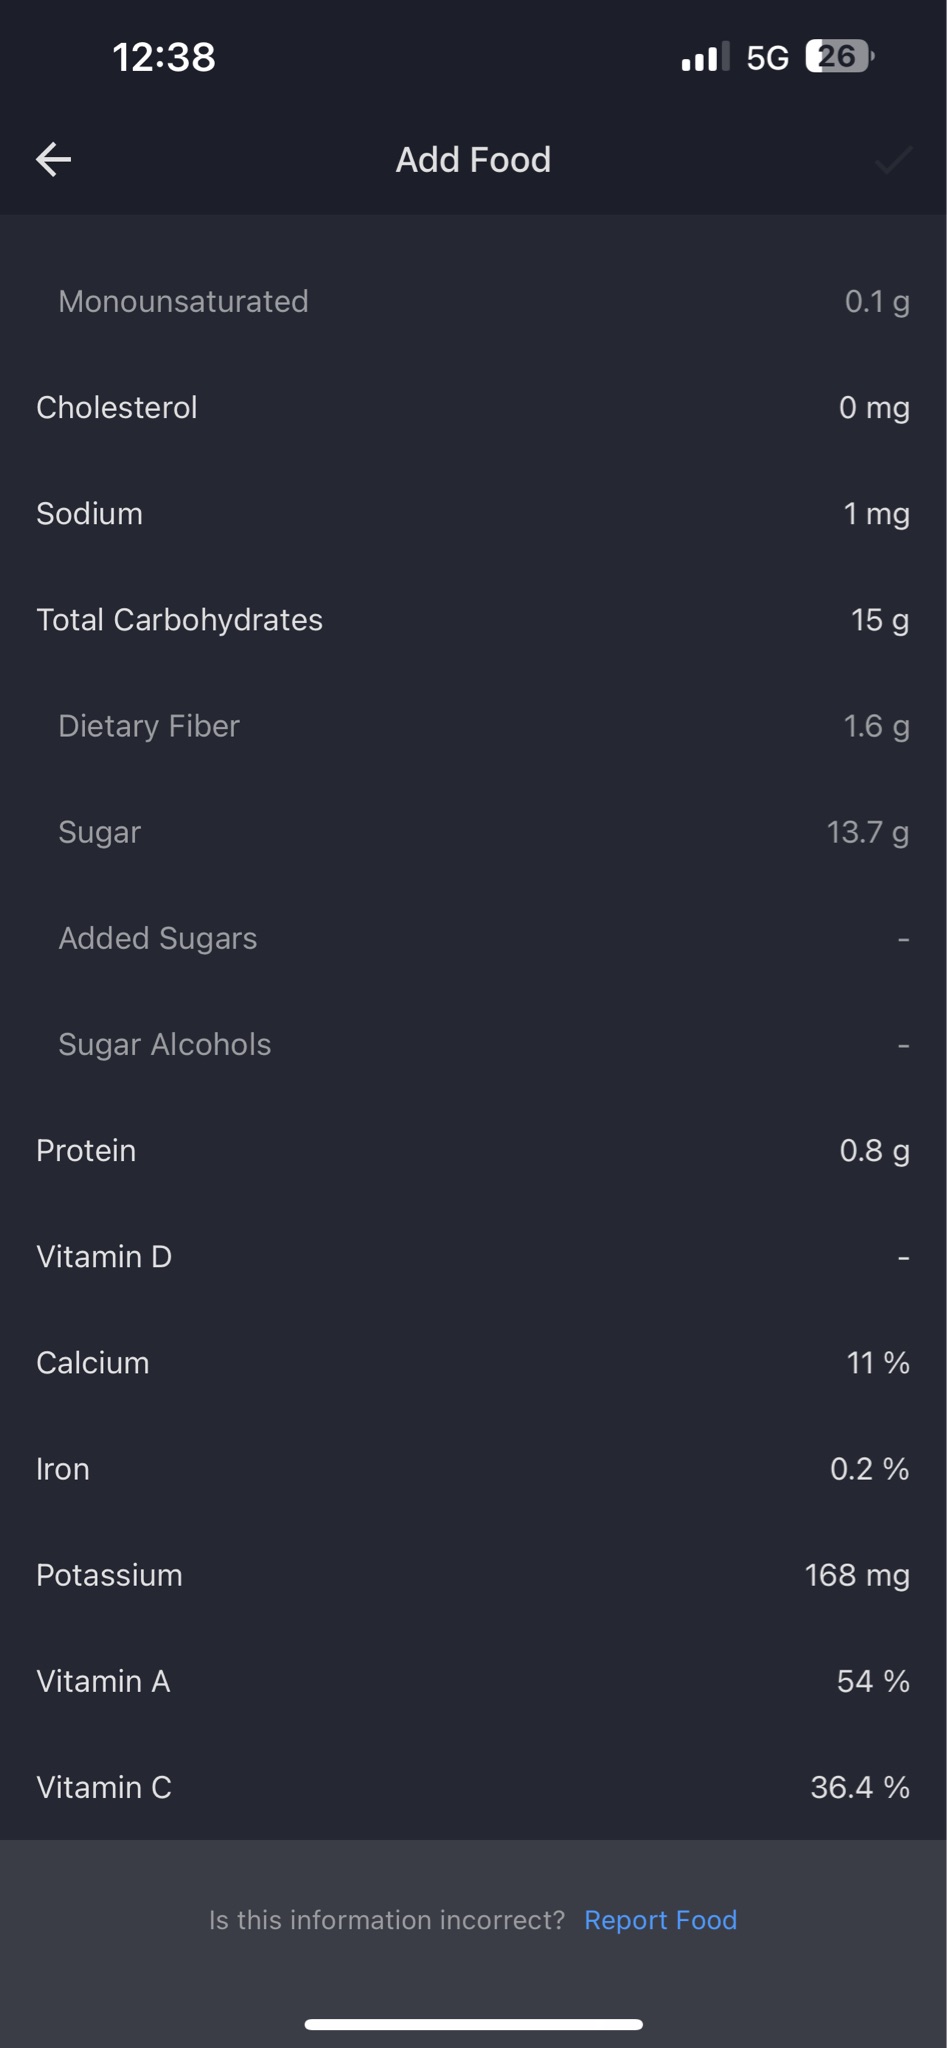 12:38 5G 26
Add Food
Monounsaturated 0.1 g
Cholesterol 0 mg
Sodium 1 mg
Total Carbohydrates 15 g
Dietary Fiber 1.6 g
Sugar 13.7 g
Added Sugars -
Sugar Alcohols -
Protein 0.8 g
Vitamin D -
Calcium 11 %
Iron 0.2 %
Potassium 168 mg
Vitamin A 54 %
Vitamin C 36.4 %
Is this information incorrect? Report Food